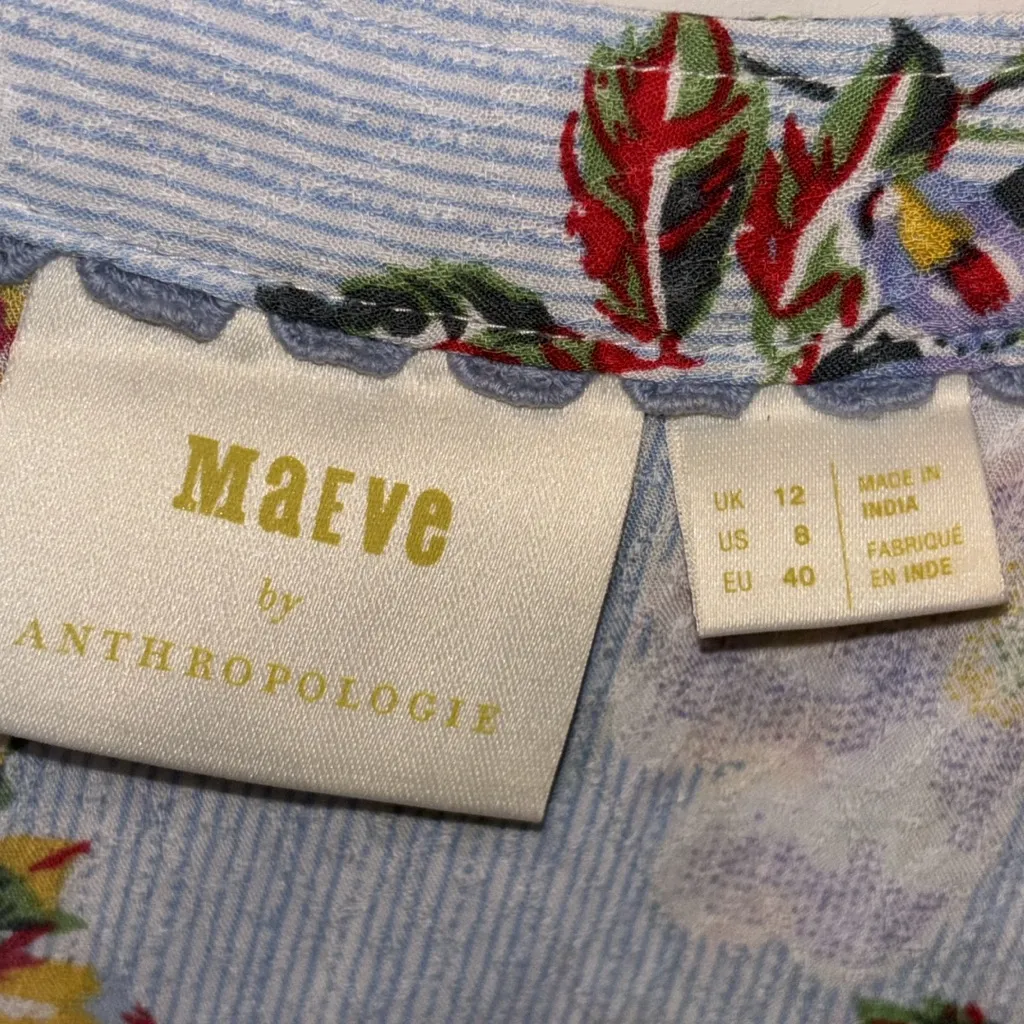 MaEVe
by
ANTHROPOLOGIE
UK 12
US 8
EU 40
MADE IN
INDIA
FABRIQUÉ
EN INDE